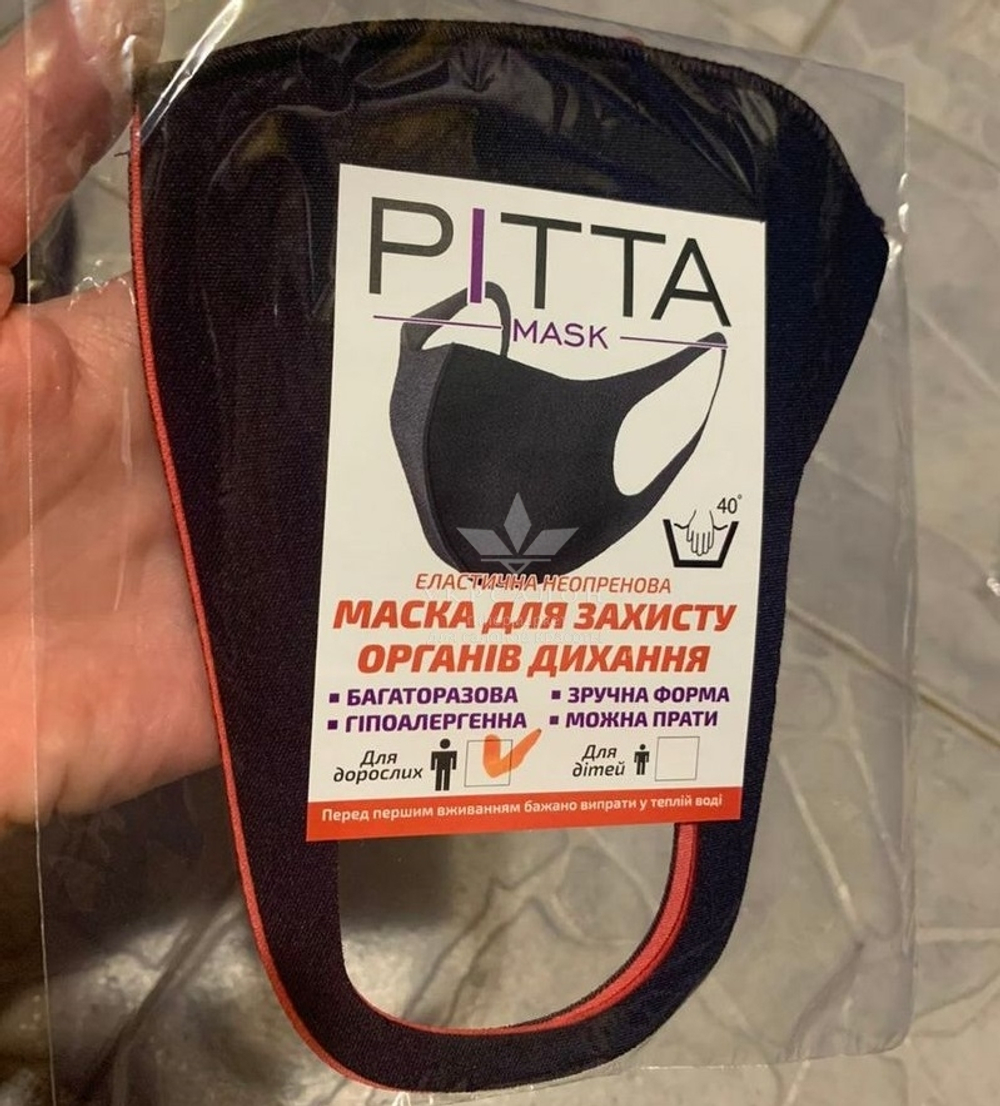 PITTA
MASK
40°
ЕЛАСТИЧНА НЕОПРЕНОВА
МАСКА ДЛЯ ЗАХИСТУ
ОРГАНІВ ДИХАННЯ
▪ БАГАТОРАЗОВА ▪ ЗРУЧНА ФОРМА
▪ ГІПОАЛЕРГЕННА ▪ МОЖНА ПРАТИ
Для дорослих
Для дітей
Перед першим вживанням бажано випрати у теплій воді